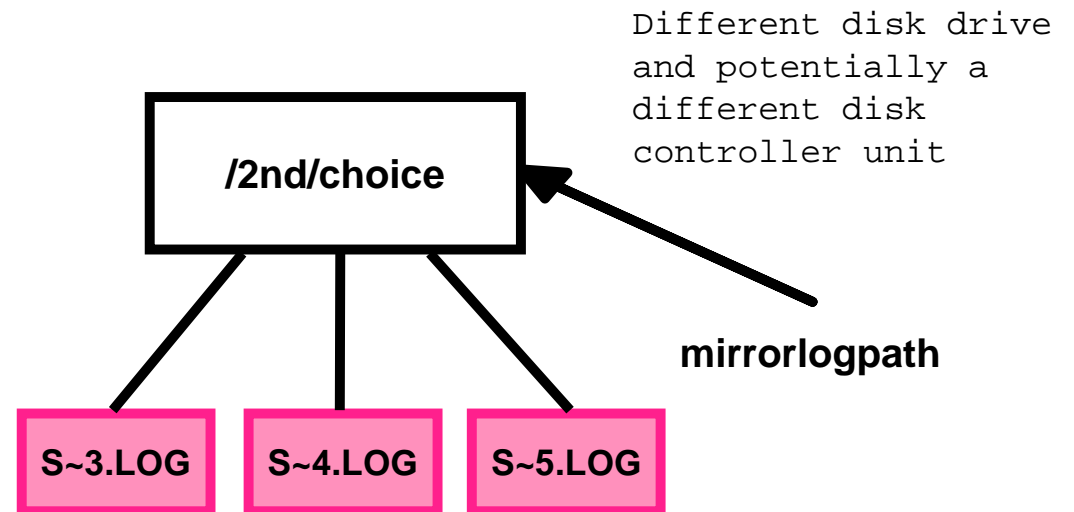 Different disk drive
and potentially a
different disk
controller unit
/2nd/choice
mirrorlogpath
S~3.LOG
S~4.LOG
S~5.LOG